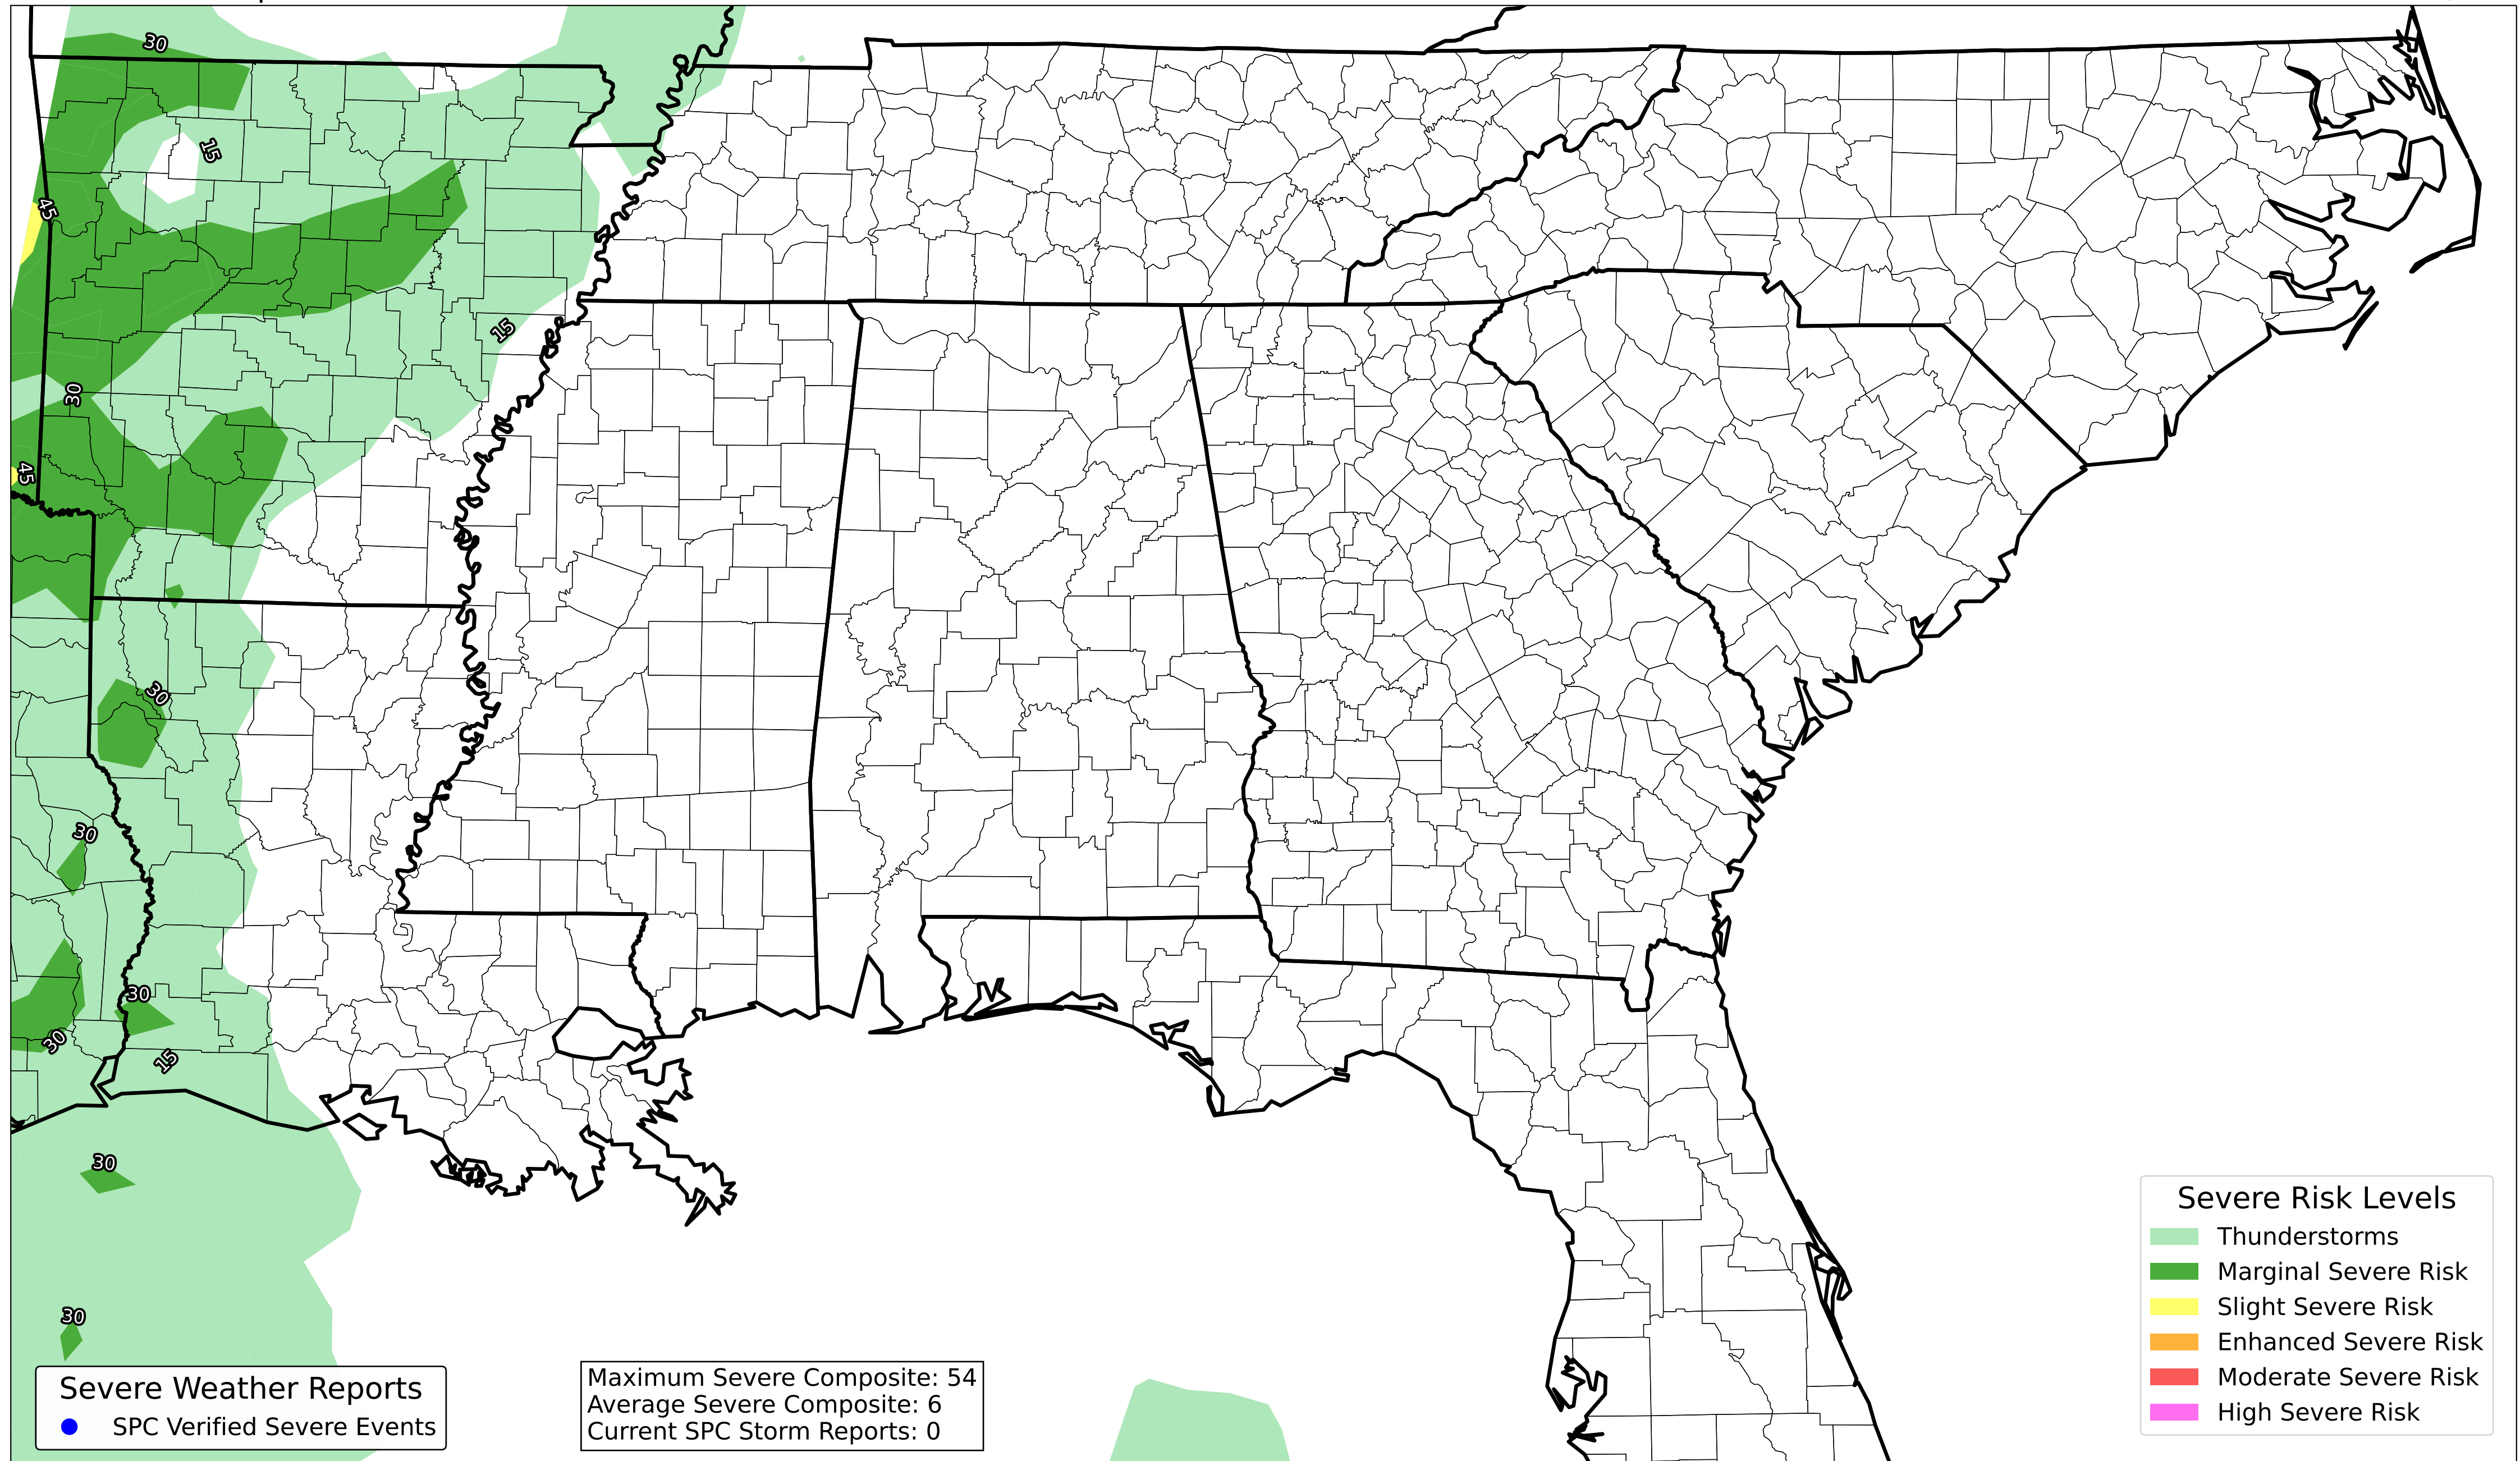 30
15
45
15
30
45
30
30
30
30
15
30
30
Severe Weather Reports
SPC Verified Severe Events
Maximum Severe Composite: 54
Average Severe Composite: 6
Current SPC Storm Reports: 0
Severe Risk Levels
Thunderstorms
Marginal Severe Risk
Slight Severe Risk
Enhanced Severe Risk
Moderate Severe Risk
High Severe Risk